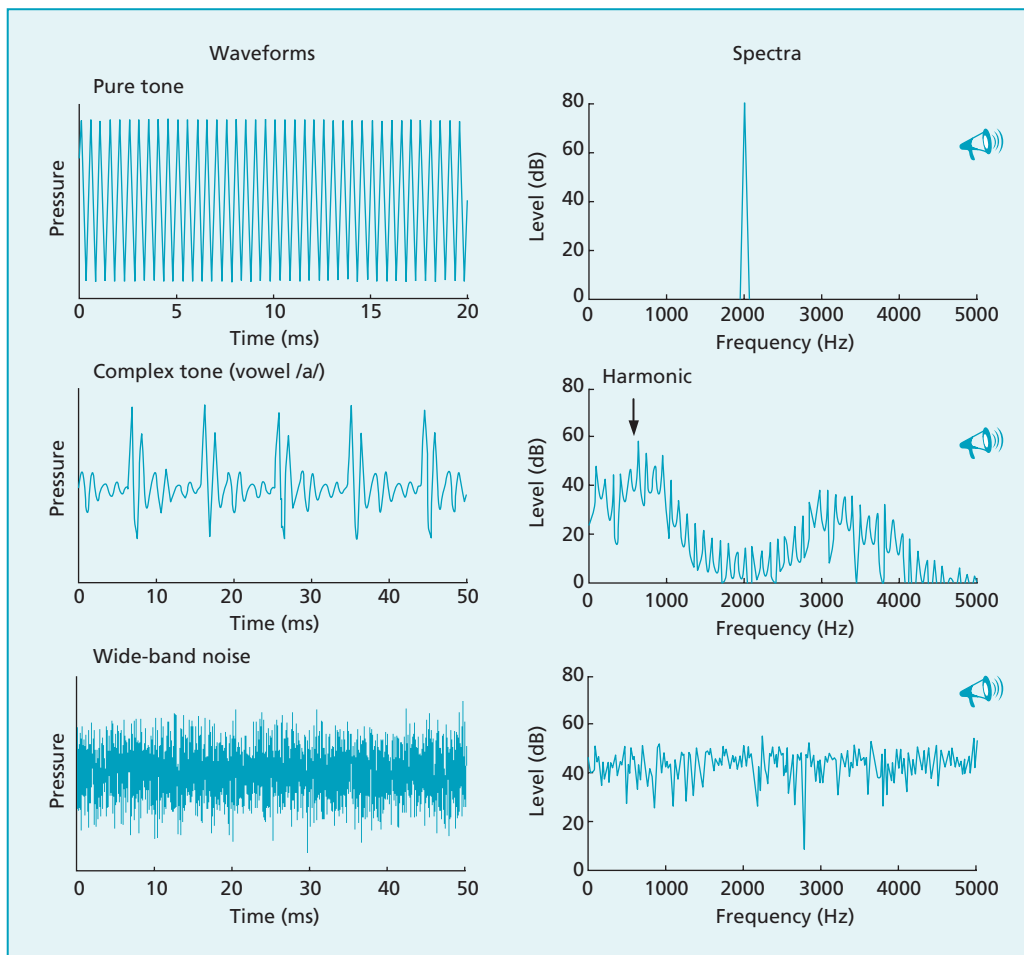 Waveforms
Spectra
Pure tone
Pressure
0 5 10 15 20
Time (ms)
Level (dB)
80
60
40
20
0
0 1000 2000 3000 4000 5000
Frequency (Hz)
Complex tone (vowel /a/)
Pressure
0 10 20 30 40 50
Time (ms)
Harmonic
Level (dB)
80
60
40
20
0
0 1000 2000 3000 4000 5000
Frequency (Hz)
Wide-band noise
Pressure
0 10 20 30 40 50
Time (ms)
Level (dB)
80
60
40
20
0
0 1000 2000 3000 4000 5000
Frequency (Hz)